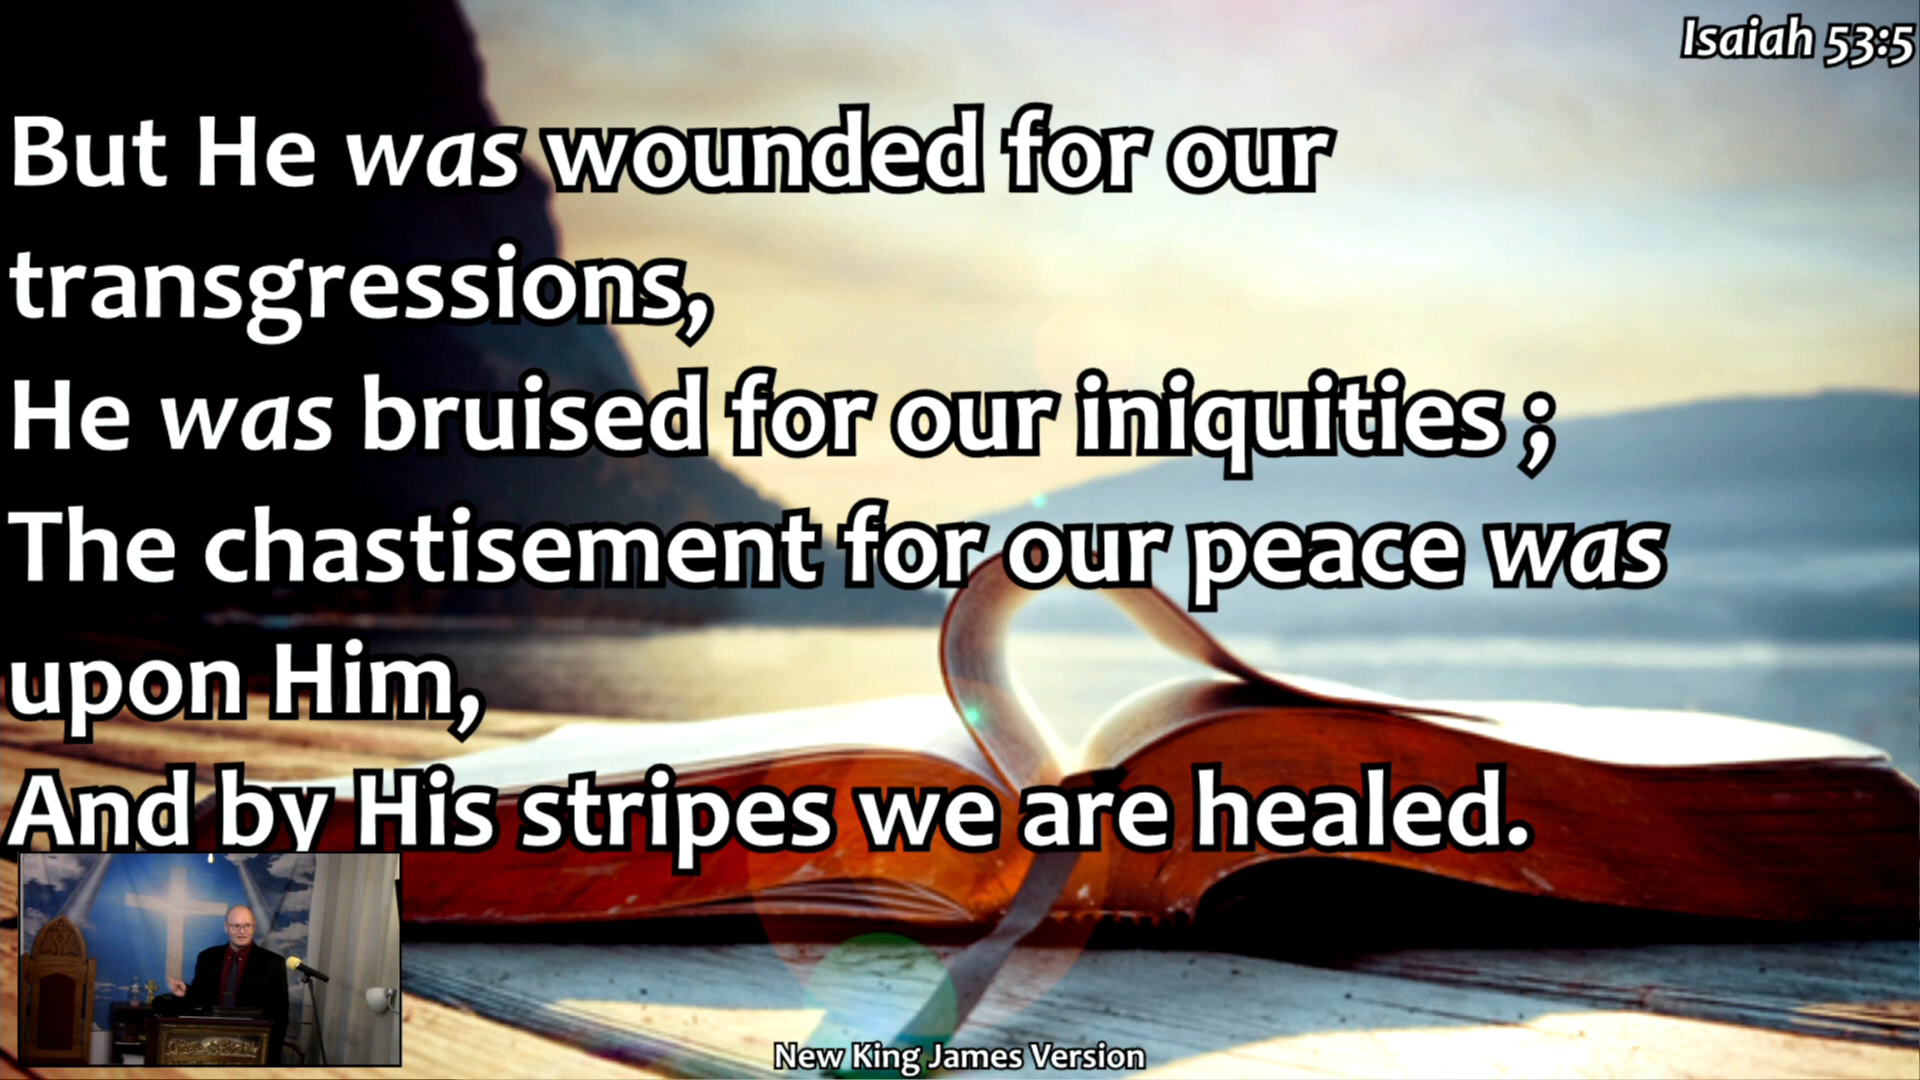 Isaiah 53:5
But He was wounded for our
transgressions,
He was bruised for our iniquities ;
The chastisement for our peace was
upon Him,
And by His stripes we are healed.
New King James Version